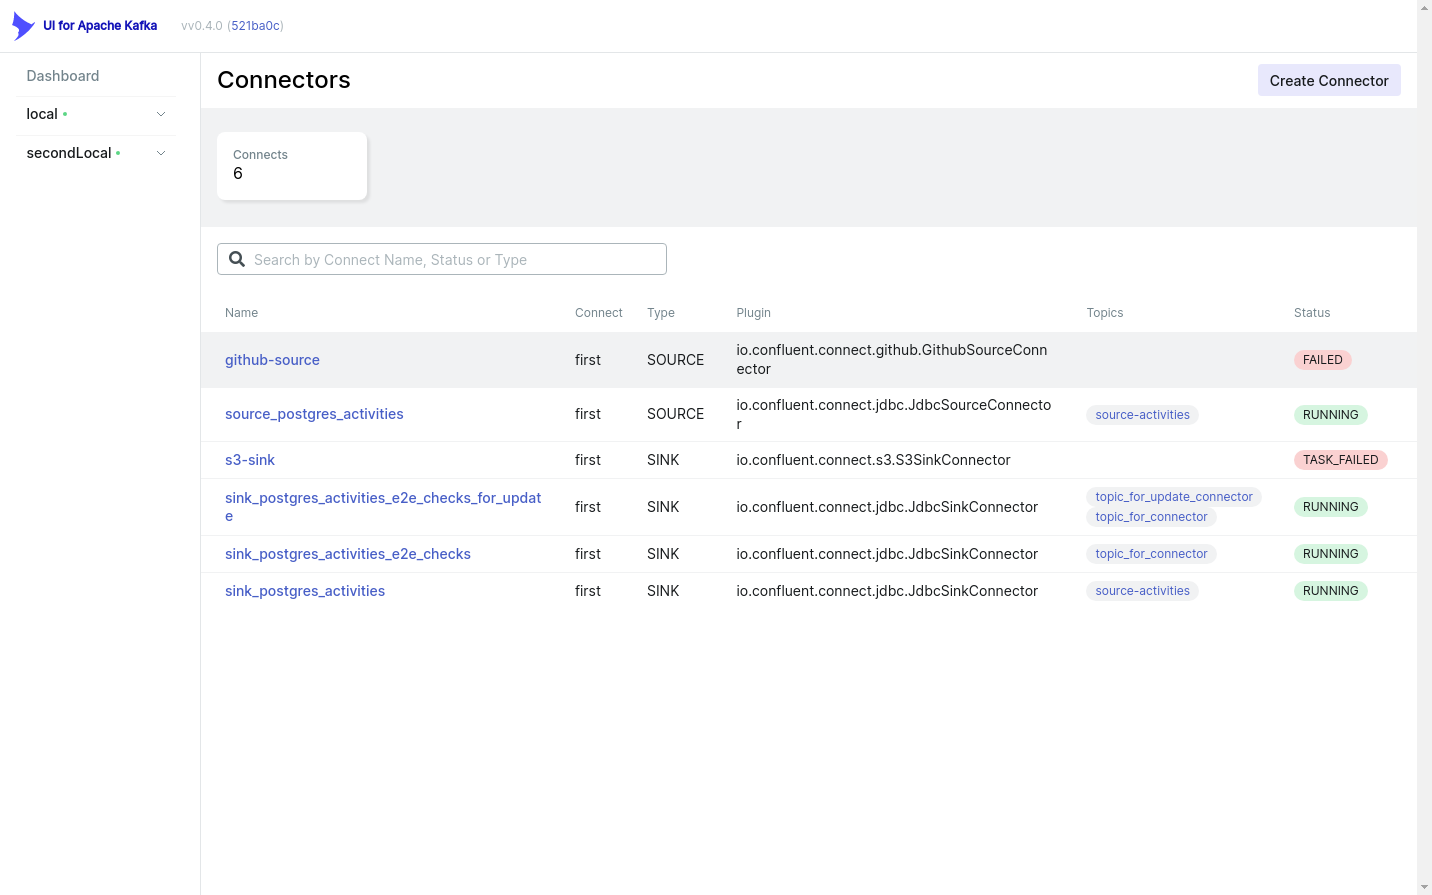 UI for Apache Kafka vv0.4.0 (521ba0c)
Dashboard
local
secondLocal
Connectors
Create Connector
Connects
6
Search by Connect Name, Status or Type
Name Connect Type Plugin Topics Status
github-source first SOURCE io.confluent.connect.github.GithubSourceConn
ector FAILED
source_postgres_activities first SOURCE io.confluent.connect.jdbc.JdbcSourceConnecto
r source-activities RUNNING
s3-sink first SINK io.confluent.connect.s3.S3SinkConnector TASK_FAILED
sink_postgres_activities_e2e_checks_for_updat
e first SINK io.confluent.connect.jdbc.JdbcSinkConnector topic_for_update_connector
topic_for_connector RUNNING
sink_postgres_activities_e2e_checks first SINK io.confluent.connect.jdbc.JdbcSinkConnector topic_for_connector RUNNING
sink_postgres_activities first SINK io.confluent.connect.jdbc.JdbcSinkConnector source-activities RUNNING